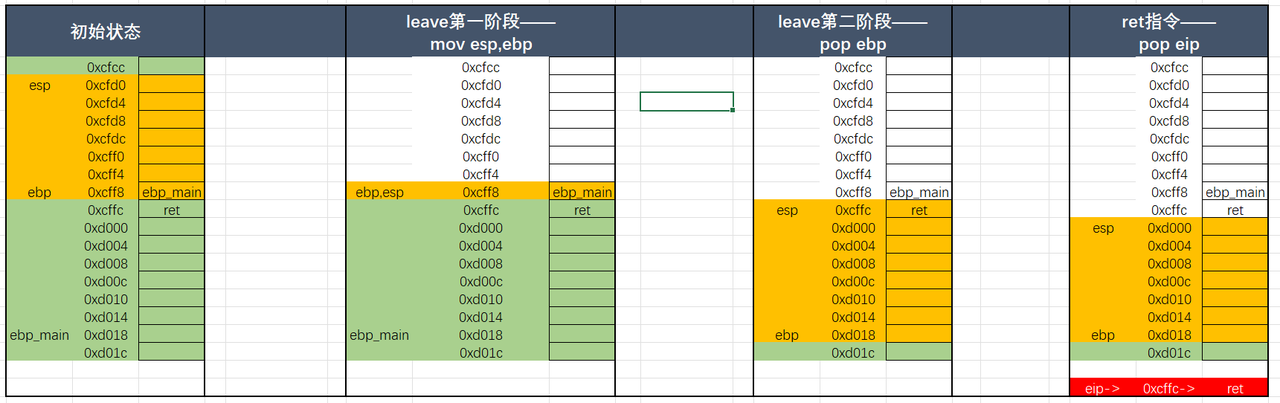 初始状态
leave第一阶段——
mov esp,ebp
leave第二阶段——
pop ebp
ret指令——
pop eip
0xcfcc 0xcfcc 0xcfcc 0xcfcc
esp 0xcfd0 0xcfd0 0xcfd0 0xcfd0
0xcfd4 0xcfd4 0xcfd4 0xcfd4
0xcfd8 0xcfd8 0xcfd8 0xcfd8
0xcfdc 0xcfdc 0xcfdc 0xcfdc
0xcff0 0xcff0 0xcff0 0xcff0
0xcff4 0xcff4 0xcff4 0xcff4
ebp 0xcff8 ebp_main ebp,esp 0xcff8 ebp_main 0xcff8 ebp_main 0xcff8 ebp_main
0xcffc ret 0xcffc ret esp 0xcffc ret 0xcffc ret
0xd000 0xd000 0xd000 esp 0xd000
0xd004 0xd004 0xd004 0xd004
0xd008 0xd008 0xd008 0xd008
0xd00c 0xd00c 0xd00c 0xd00c
0xd010 0xd010 0xd010 0xd010
0xd014 0xd014 0xd014 0xd014
ebp_main 0xd018 ebp_main 0xd018 ebp 0xd018 ebp 0xd018
0xd01c 0xd01c 0xd01c 0xd01c
eip-> 0xcffc-> ret